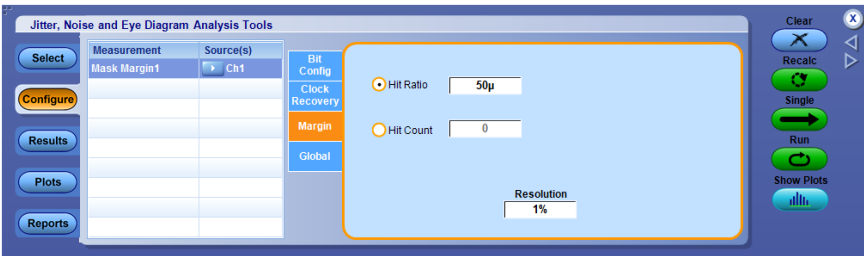 Jitter, Noise and Eye Diagram Analysis Tools
Clear
X
Select
Measurement Source(s)
Mask Margin1 Ch1
Bit Config
Clock Recovery
Margin
Global
Hit Ratio 50µ
Hit Count 0
Resolution
1%
Configure
Results
Plots
Reports
Recalc
Single
Run
Show Plots